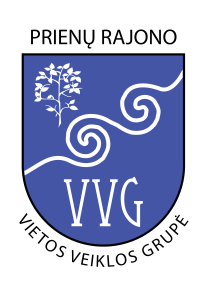 PRIENŲ RAJONO
VVG
VIETOS VEIKLOS GRUPĖ